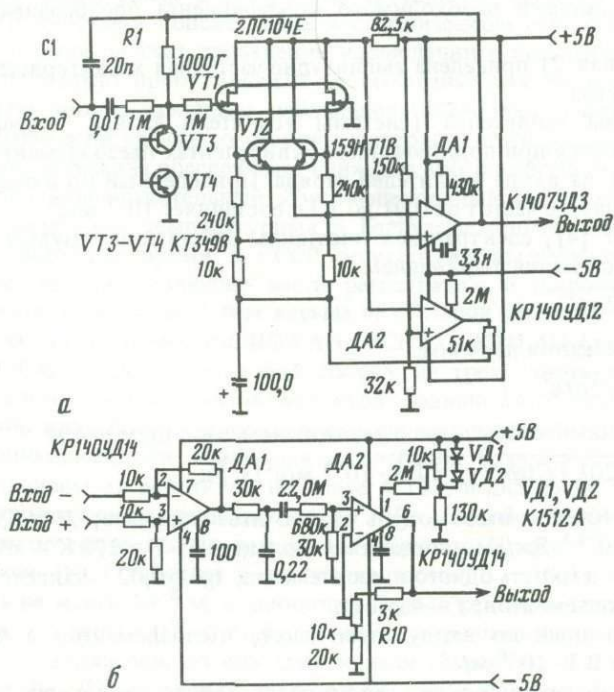 2ПС104Е
82,5к
+5В
С1
R1
20п
1000Г
VT1
Вход
0,01
1М
1М
VT2
159НТ1В
ДА1
VT3
150к
240к
430к
К1407УД3
VT4
Выход
240к
3,3н
VT3-VT4 КТ349В
-5В
10к
10к
2М
КР140УД12
ДА2
51к
+
100,0
32к
а
+5В
КР140УД14
20к
ДА1
ДА2
10к
VД1
30к
2М
VД2
Вход -
10к
2
7
22,0М
3
1
VД1, VД2
Вход +
10к
3
8
680к
130к
К1512А
30к
2
8
4
4
20к
100
КР140УД14
0,22
Выход
3к
10к
R10
20к
б
-5В